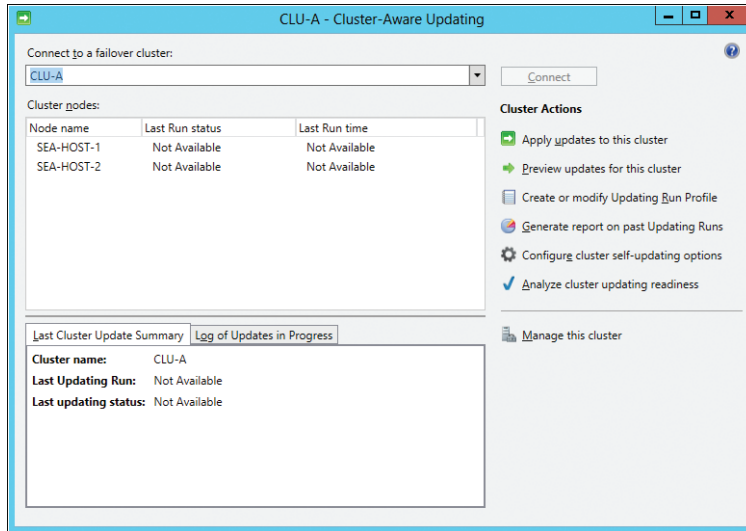 CLU-A - Cluster-Aware Updating
Connect to a failover cluster:
CLU-A
Connect
Cluster nodes:
Node name Last Run status Last Run time
SEA-HOST-1 Not Available Not Available
SEA-HOST-2 Not Available Not Available
Cluster Actions
Apply updates to this cluster
Preview updates for this cluster
Create or modify Updating Run Profile
Generate report on past Updating Runs
Configure cluster self-updating options
Analyze cluster updating readiness
Manage this cluster
Last Cluster Update Summary Log of Updates in Progress
Cluster name: CLU-A
Last Updating Run: Not Available
Last updating status: Not Available